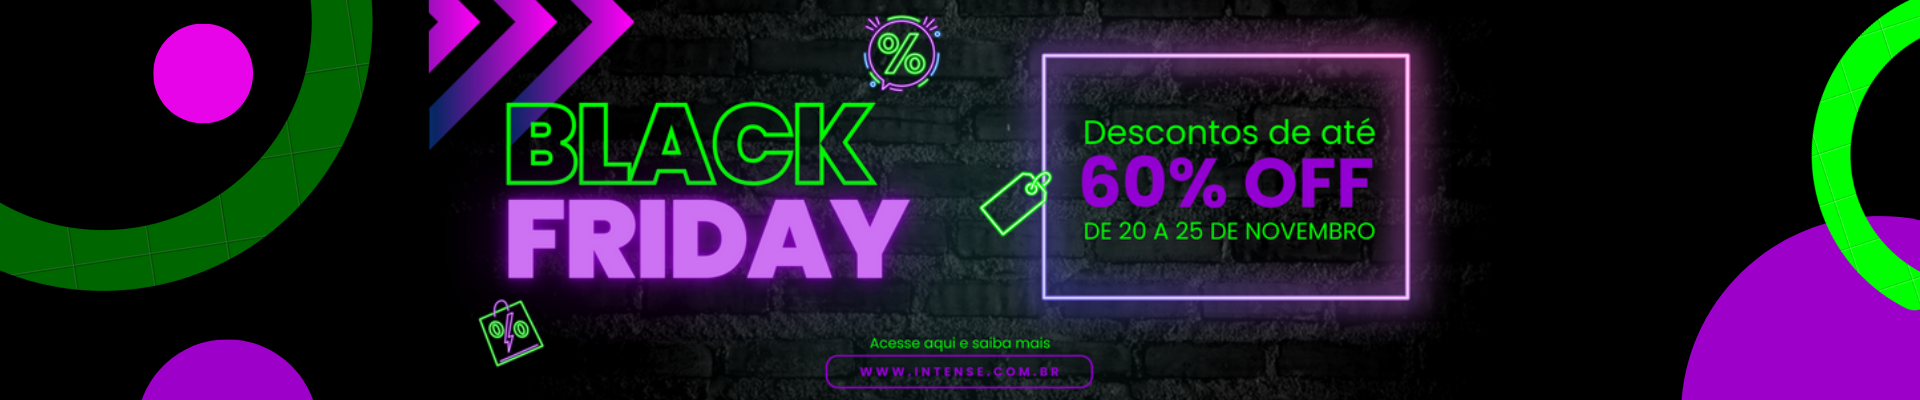 %
BLACK
FRIDAY
Descontos de até
60% OFF
DE 20 A 25 DE NOVEMBRO
Acesse aqui e saiba mais
WWW.INTENSE.COM.BR